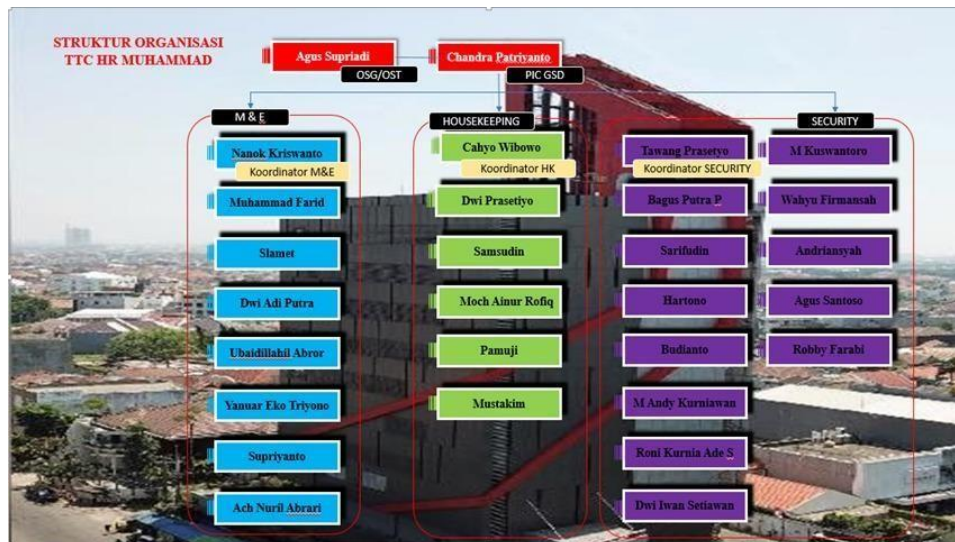 STRUKTUR ORGANISASI
TTC HR MUHAMMAD
Agus Supriadi
OSG/OST
Chandra Patriyanto
PIC GSD
M & E
Nanok Kriswanto
Koordinator M&E
Muhammad Farid
Slamet
Dwi Adi Putra
Ubaidillahil Abror
Yanuar Eko Triyono
Supriyanto
Ach Nuril Abrari
HOUSEKEEPING
Cahyo Wibowo
Koordinator HK
Dwi Prasetiyo
Samsudin
Moch Ainur Rofiq
Pamuji
Mustakim
SECURITY
Tawang Prasetyo
Koordinator SECURITY
Bagus Putra P
Sarifudin
Hartono
Budianto
M Andy Kurniawan
Roni Kurnia Ade S
Dwi Iwan Setiawan
M Kuswantoro
Wahyu Firmansah
Andriansyah
Agus Santoso
Robby Farabi